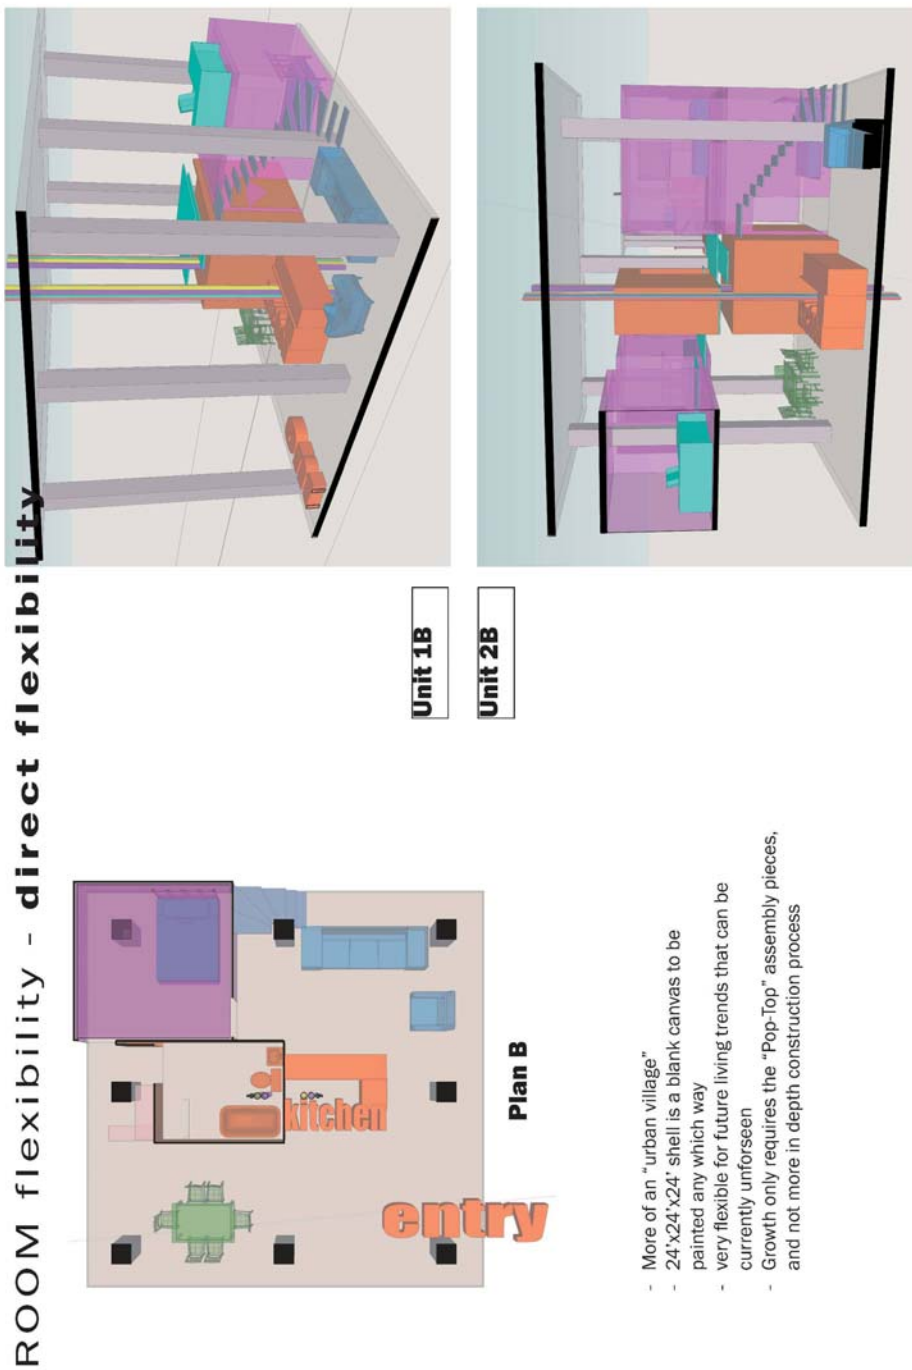 ROOM flexibility - direct flexibility
kitchen
entry
Plan B
Unit 1B
Unit 2B
- More of an “urban village”
- 24’x24’x24’ shell is a blank canvas to be
painted any which way
- very flexible for future living trends that can be
currently unforseen
- Growth only requires the “Pop-Top” assembly pieces,
and not more in depth construction process